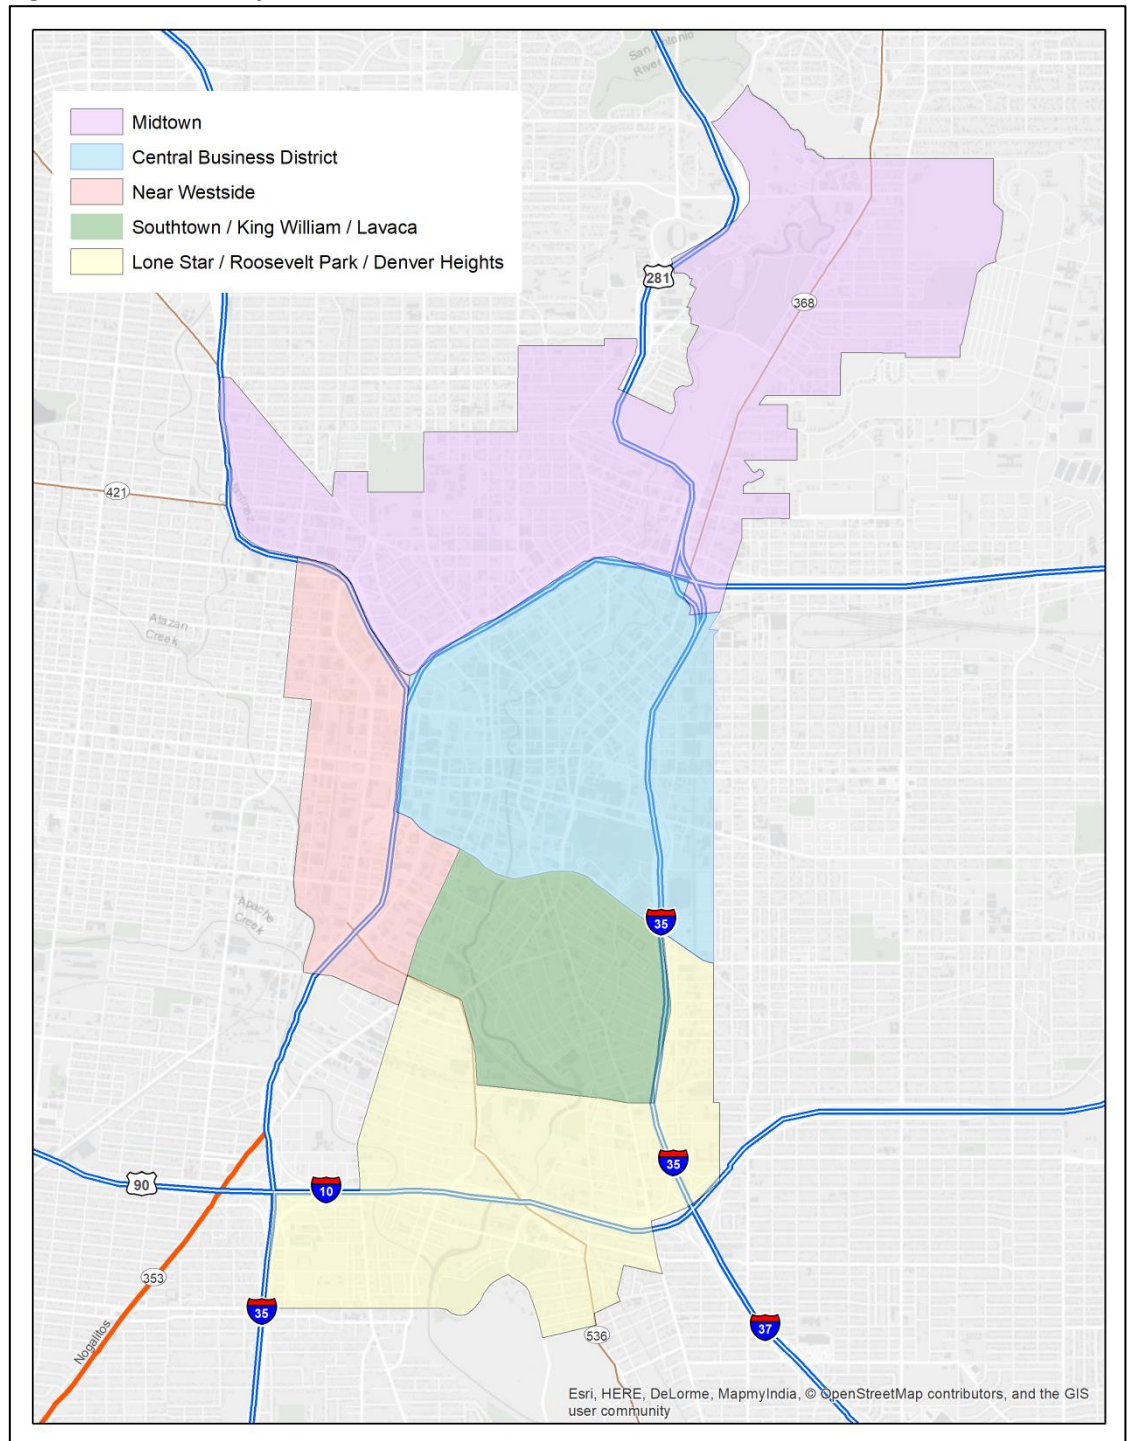 San Antonio
River
Midtown
Central Business District
Near Westside
Southtown / King William / Lavaca
Lone Star / Roosevelt Park / Denver Heights
281
368
421
Alazan
Creek
Apache
Creek
35
35
90
10
353
35
Nogalitos
536
37
Esri, HERE, DeLorme, MapmyIndia, © OpenStreetMap contributors, and the GIS
user community